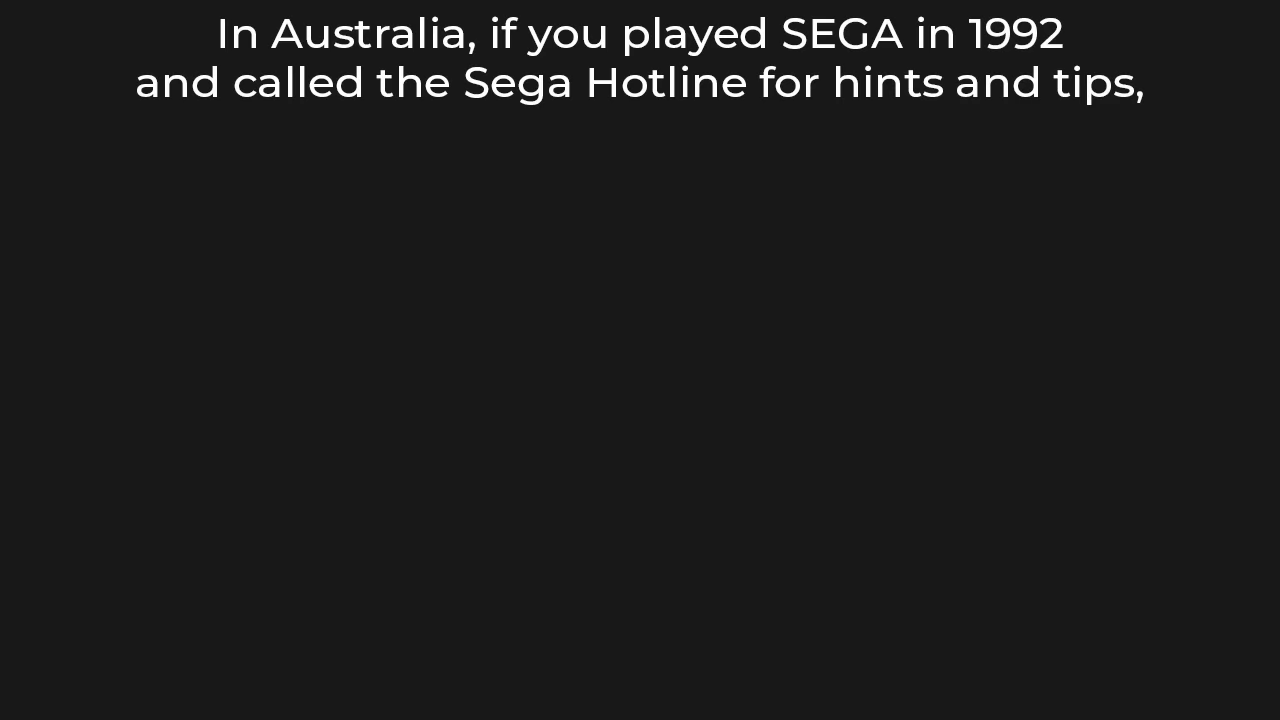 In Australia, if you played SEGA in 1992
and called the Sega Hotline for hints and tips,